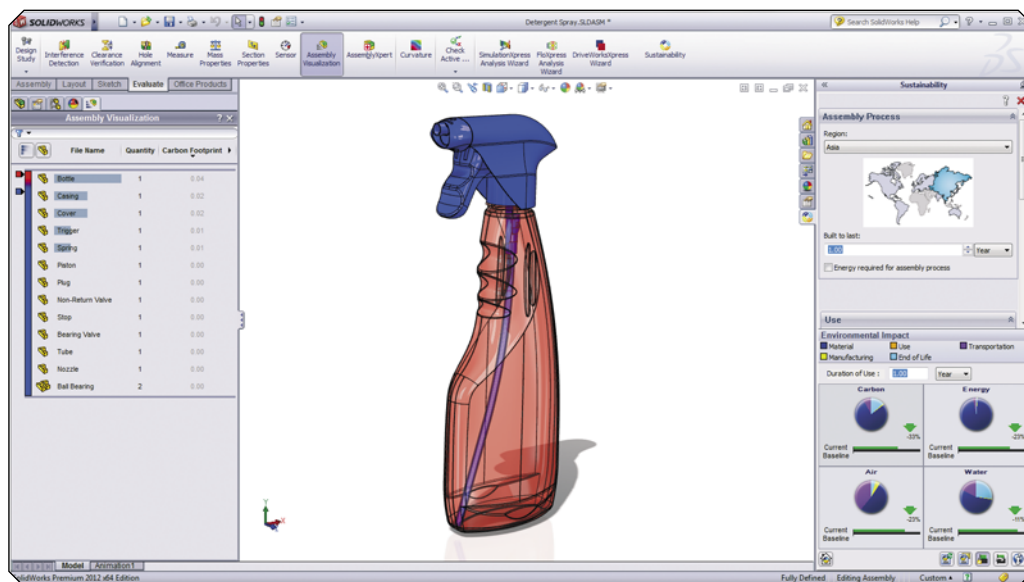 SOLIDWORKS
Detergent Spray.SLDASM *
Search SolidWorks Help
Design Study
Interference Detection
Clearance Verification
Hole Alignment
Measure
Mass Properties
Section Properties
Sensor
Assembly Visualization
AssemblyXpert
Curvature
Check Active ...
SimulationXpress Analysis Wizard
FloXpress Analysis Wizard
DriveWorksXpress Wizard
Sustainability
Assembly Layout Sketch Evaluate Office Products
Assembly Visualization
File Name Quantity Carbon Footprint
Bottle 1 0.04
Casing 1 0.02
Cover 1 0.02
Trigger 1 0.01
Spring 1 0.01
Piston 1 0.00
Plug 1 0.00
Non-Return Valve 1 0.00
Stop 1 0.00
Bearing Valve 1 0.00
Tube 1 0.00
Nozzle 1 0.00
Ball Bearing 2 0.00
Y
X
Sustainability
Assembly Process
Region:
Asia
Built to last:
1.00 Year
Energy required for assembly process
Use
Environmental Impact
Material Use Transportation
Manufacturing End of Life
Duration of Use : 1.00 Year
Carbon Energy
-33% -23%
Current Current
Baseline Baseline
Air Water
-23% -11%
Current Current
Baseline Baseline
Model Animation1
SolidWorks Premium 2012 x64 Edition
Fully Defined Editing Assembly Custom